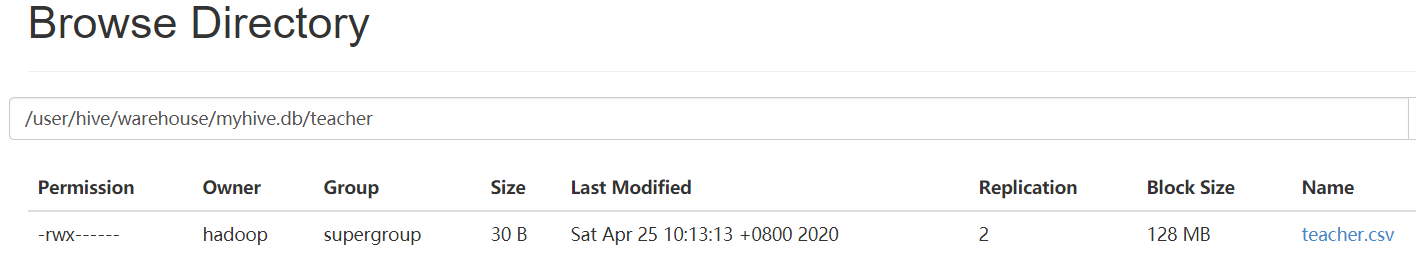 Browse Directory
/user/hive/warehouse/myhive.db/teacher
Permission Owner Group Size Last Modified Replication Block Size Name
-rwx------ hadoop supergroup 30 B Sat Apr 25 10:13:13 +0800 2020 2 128 MB teacher.csv